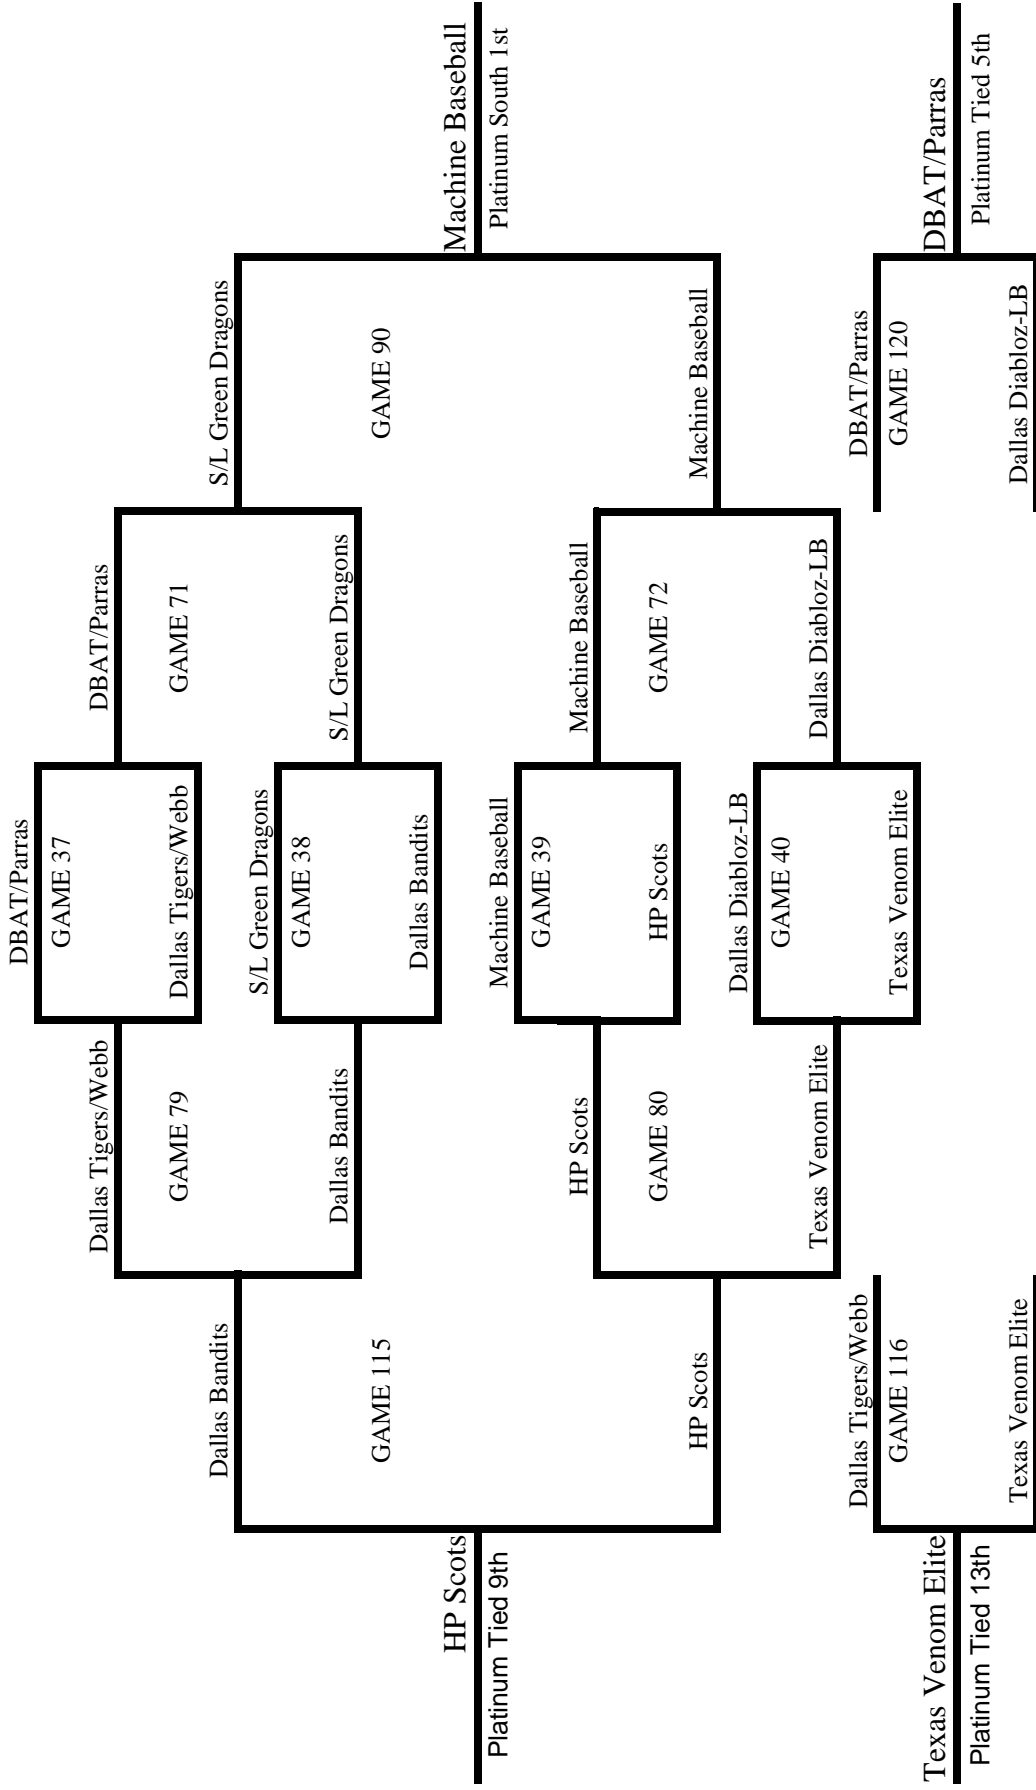 DBAT/Parras
GAME 37
Dallas Tigers/Webb
S/L Green Dragons
GAME 38
Dallas Bandits
Machine Baseball
GAME 39
HP Scots
Dallas Diabloz-LB
GAME 40
Texas Venom Elite
DBAT/Parras
GAME 71
S/L Green Dragons
Machine Baseball
GAME 72
Dallas Diabloz-LB
S/L Green Dragons
GAME 90
Machine Baseball
Machine Baseball
Platinum South 1st
DBAT/Parras
GAME 120
Dallas Diabloz-LB
DBAT/Parras
Platinum Tied 5th
Dallas Tigers/Webb
GAME 79
Dallas Bandits
HP Scots
GAME 80
Texas Venom Elite
Dallas Bandits
GAME 115
HP Scots
HP Scots
Platinum Tied 9th
Dallas Tigers/Webb
GAME 116
Texas Venom Elite
Texas Venom Elite
Platinum Tied 13th